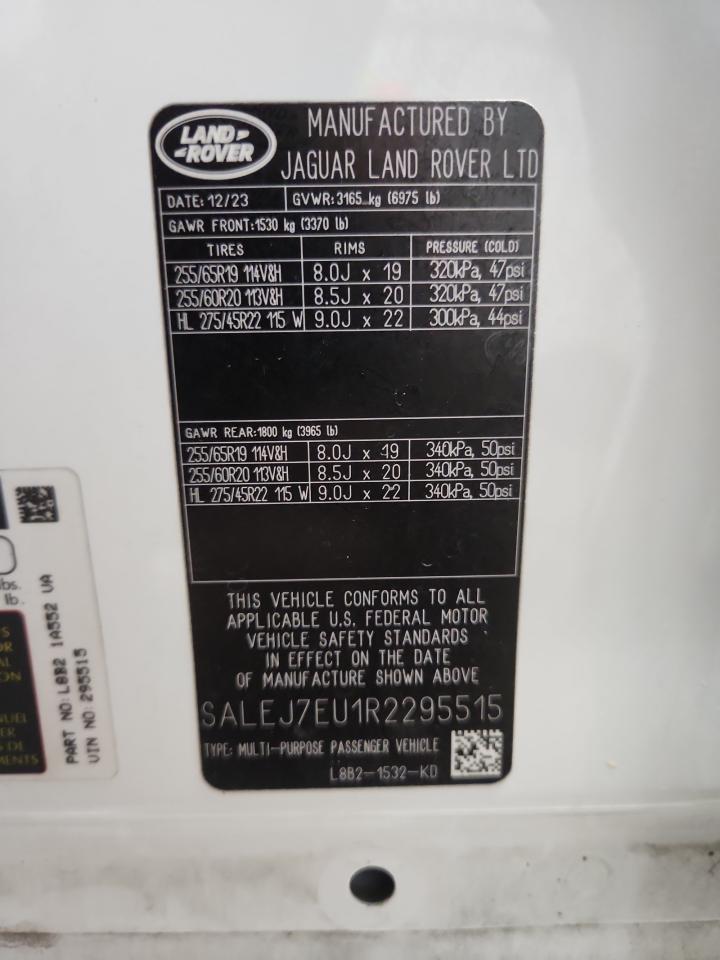 LAND ROVER
MANUFACTURED BY
JAGUAR LAND ROVER LTD
DATE: 12/23 GVWR: 3165 kg (6975 lb)
GAWR FRONT: 1530 kg (3370 lb)
TIRES RIMS PRESSURE (COLD)
255/65R19 114V&H 8.0J x 19 320kPa, 47psi
255/60R20 113V&H 8.5J x 20 320kPa, 47psi
HL 275/45R22 115 W 9.0J x 22 300kPa, 44psi
GAWR REAR: 1800 kg (3965 lb)
255/65R19 114V&H 8.0J x 19 340kPa, 50psi
255/60R20 113V&H 8.5J x 20 340kPa, 50psi
HL 275/45R22 115 W 9.0J x 22 340kPa, 50psi
THIS VEHICLE CONFORMS TO ALL
APPLICABLE U.S. FEDERAL MOTOR
VEHICLE SAFETY STANDARDS
IN EFFECT ON THE DATE
OF MANUFACTURE SHOWN ABOVE
SALEJ7EU1R2295515
TYPE: MULTI-PURPOSE PASSENGER VEHICLE
L8B2-1532-KD
PART NO: L8B2 1A552 VA
VIN NO: 295515
lbs.
lb.